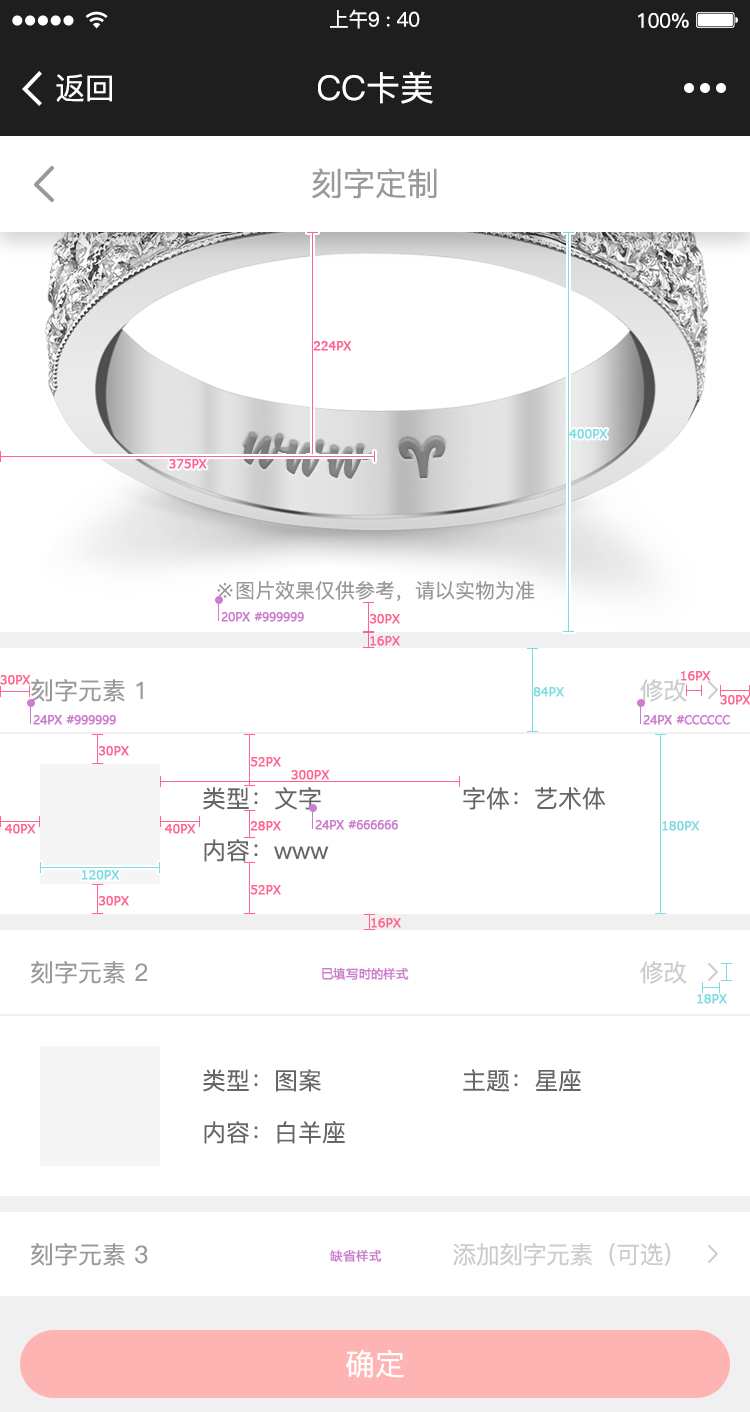 上午9 : 40
100%
返回
CC卡美
刻字定制
224PX
400PX
www
375PX
※图片效果仅供参考，请以实物为准
20PX #999999
30PX
16PX
30PX
刻字元素 1
84PX
修改
16PX
30PX
24PX #999999
24PX #CCCCCC
30PX
52PX
300PX
类型：文字
字体：艺术体
40PX
40PX
28PX
24PX #666666
180PX
内容：www
120PX
52PX
30PX
16PX
刻字元素 2
已填写时的样式
修改
18PX
类型：图案
主题：星座
内容：白羊座
刻字元素 3
缺省样式
添加刻字元素（可选）
确定